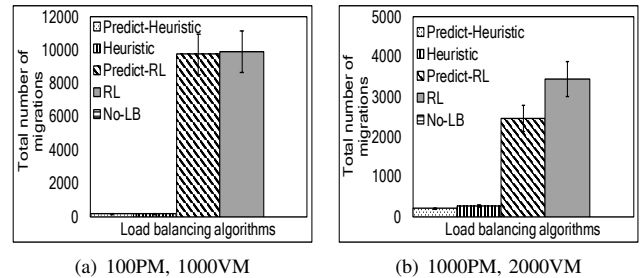 Total number of
migrations
12000
10000
8000
6000
4000
2000
0
Predict-Heuristic
Heuristic
Predict-RL
RL
No-LB
Load balancing algorithms
(a) 100PM, 1000VM
Total number of
migrations
5000
4000
3000
2000
1000
0
Predict-Heuristic
Heuristic
Predict-RL
RL
No-LB
Load balancing algorithms
(b) 1000PM, 2000VM